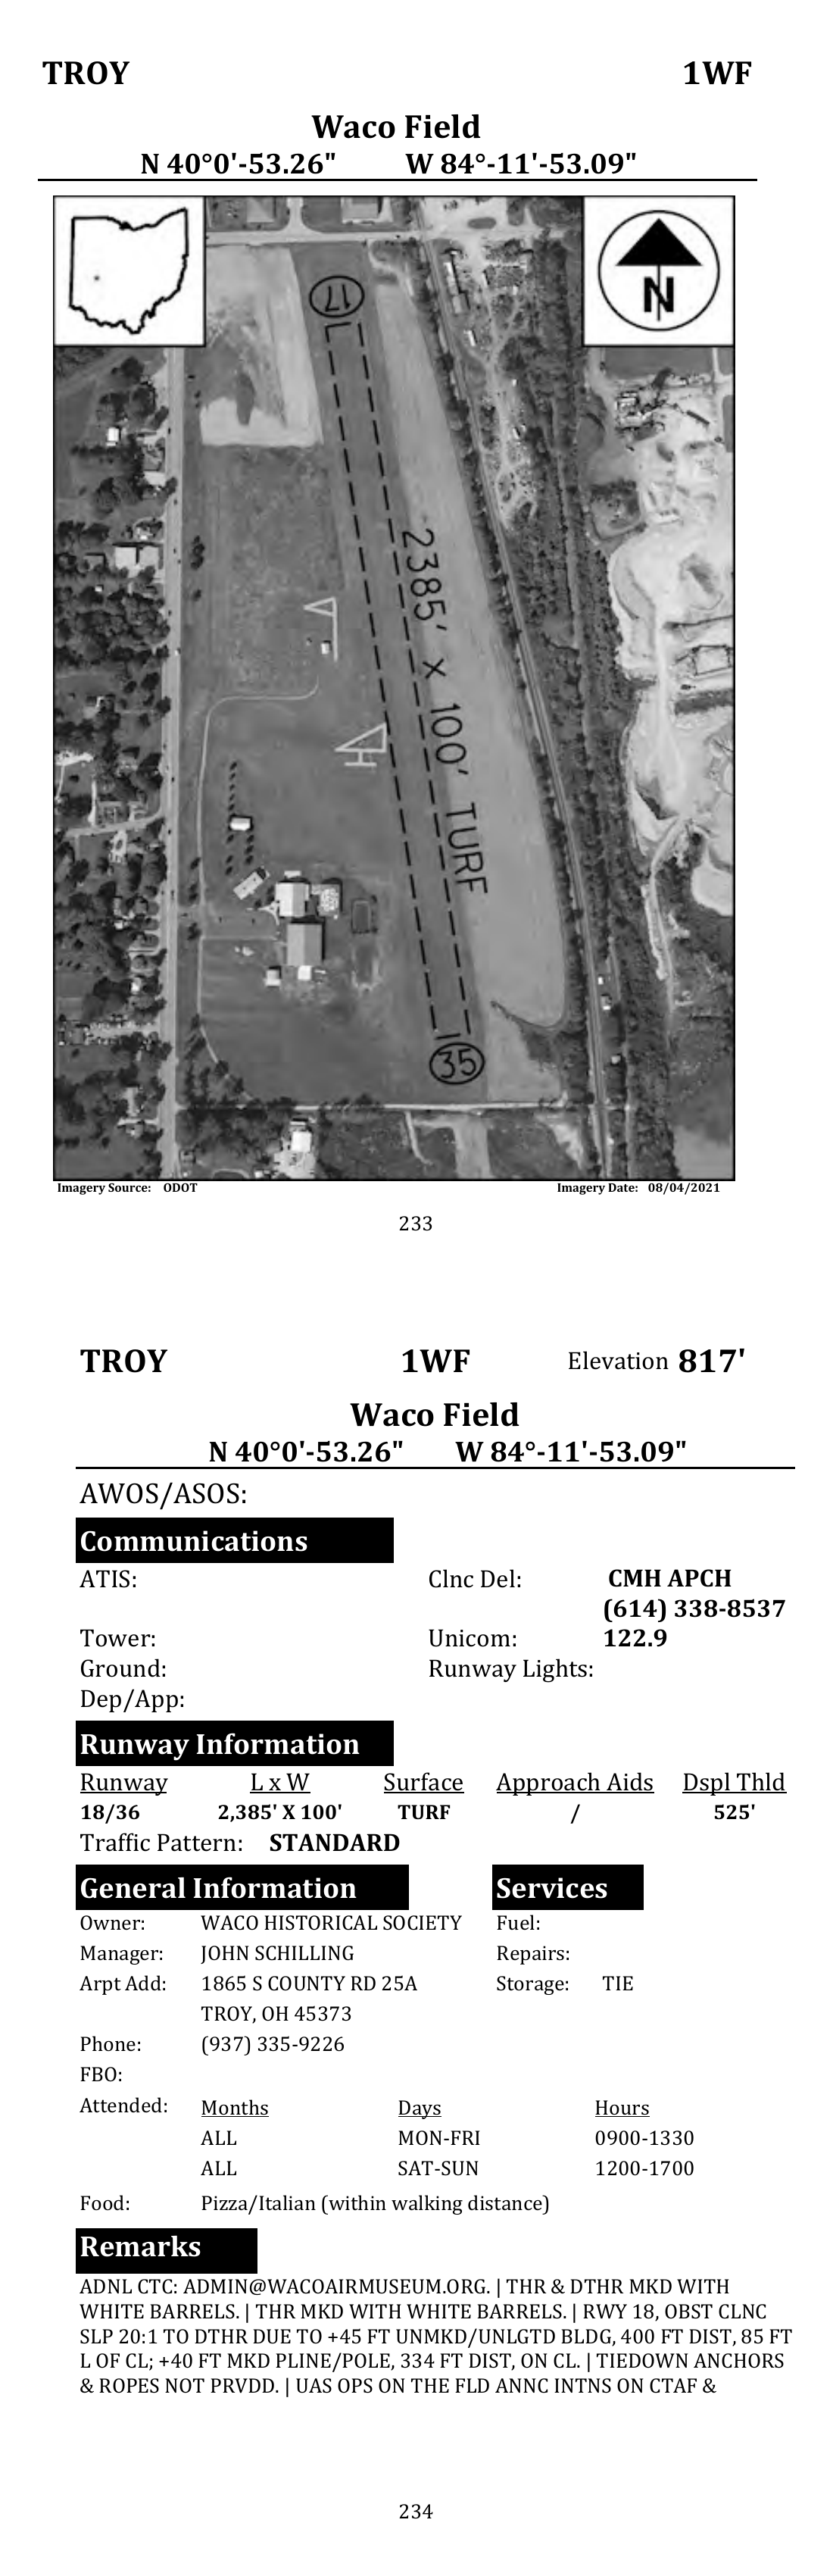 TROY 1WF
Waco Field
N 40°0'-53.26" W 84°-11'-53.09"
N
17
2385' x 100' TURF
35
Imagery Source: ODOT Imagery Date: 08/04/2021
233
TROY 1WF Elevation 817'
Waco Field
N 40°0'-53.26" W 84°-11'-53.09"
AWOS/ASOS:
Communications
ATIS: Clnc Del: CMH APCH
(614) 338-8537
Tower: Unicom: 122.9
Ground: Runway Lights:
Dep/App:
Runway Information
Runway L x W Surface Approach Aids Dspl Thld
18/36 2,385' X 100' TURF / 525'
Traffic Pattern: STANDARD
General Information Services
Owner: WACO HISTORICAL SOCIETY Fuel:
Manager: JOHN SCHILLING Repairs:
Arpt Add: 1865 S COUNTY RD 25A Storage: TIE
TROY, OH 45373
Phone: (937) 335-9226
FBO:
Attended: Months Days Hours
ALL MON-FRI 0900-1330
ALL SAT-SUN 1200-1700
Food: Pizza/Italian (within walking distance)
Remarks
ADNL CTC: ADMIN@WACOAIRMUSEUM.ORG. | THR & DTHR MKD WITH
WHITE BARRELS. | THR MKD WITH WHITE BARRELS. | RWY 18, OBST CLNC
SLP 20:1 TO DTHR DUE TO +45 FT UNMKD/UNLGTD BLDG, 400 FT DIST, 85 FT
L OF CL; +40 FT MKD PLINE/POLE, 334 FT DIST, ON CL. | TIEDOWN ANCHORS
& ROPES NOT PRVDD. | UAS OPS ON THE FLD ANNC INTNS ON CTAF &
234